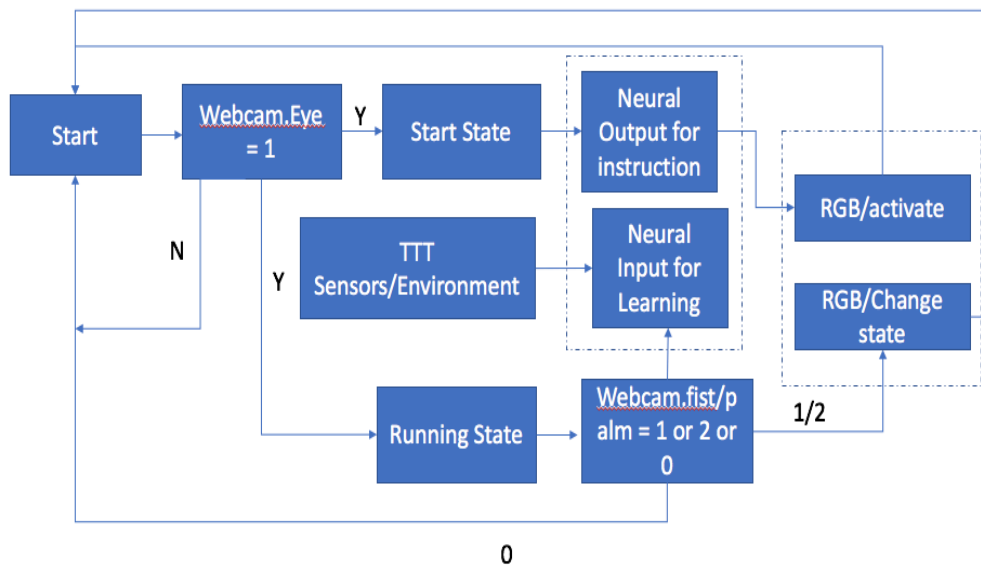 Start
Webcam.Eye
= 1
Y
Start State
Neural
Output for
instruction
RGB/activate
N
Y
TTT
Sensors/Environment
Neural
Input for
Learning
RGB/Change
state
Running State
Webcam.fist/p
alm = 1 or 2 or
0
1/2
0